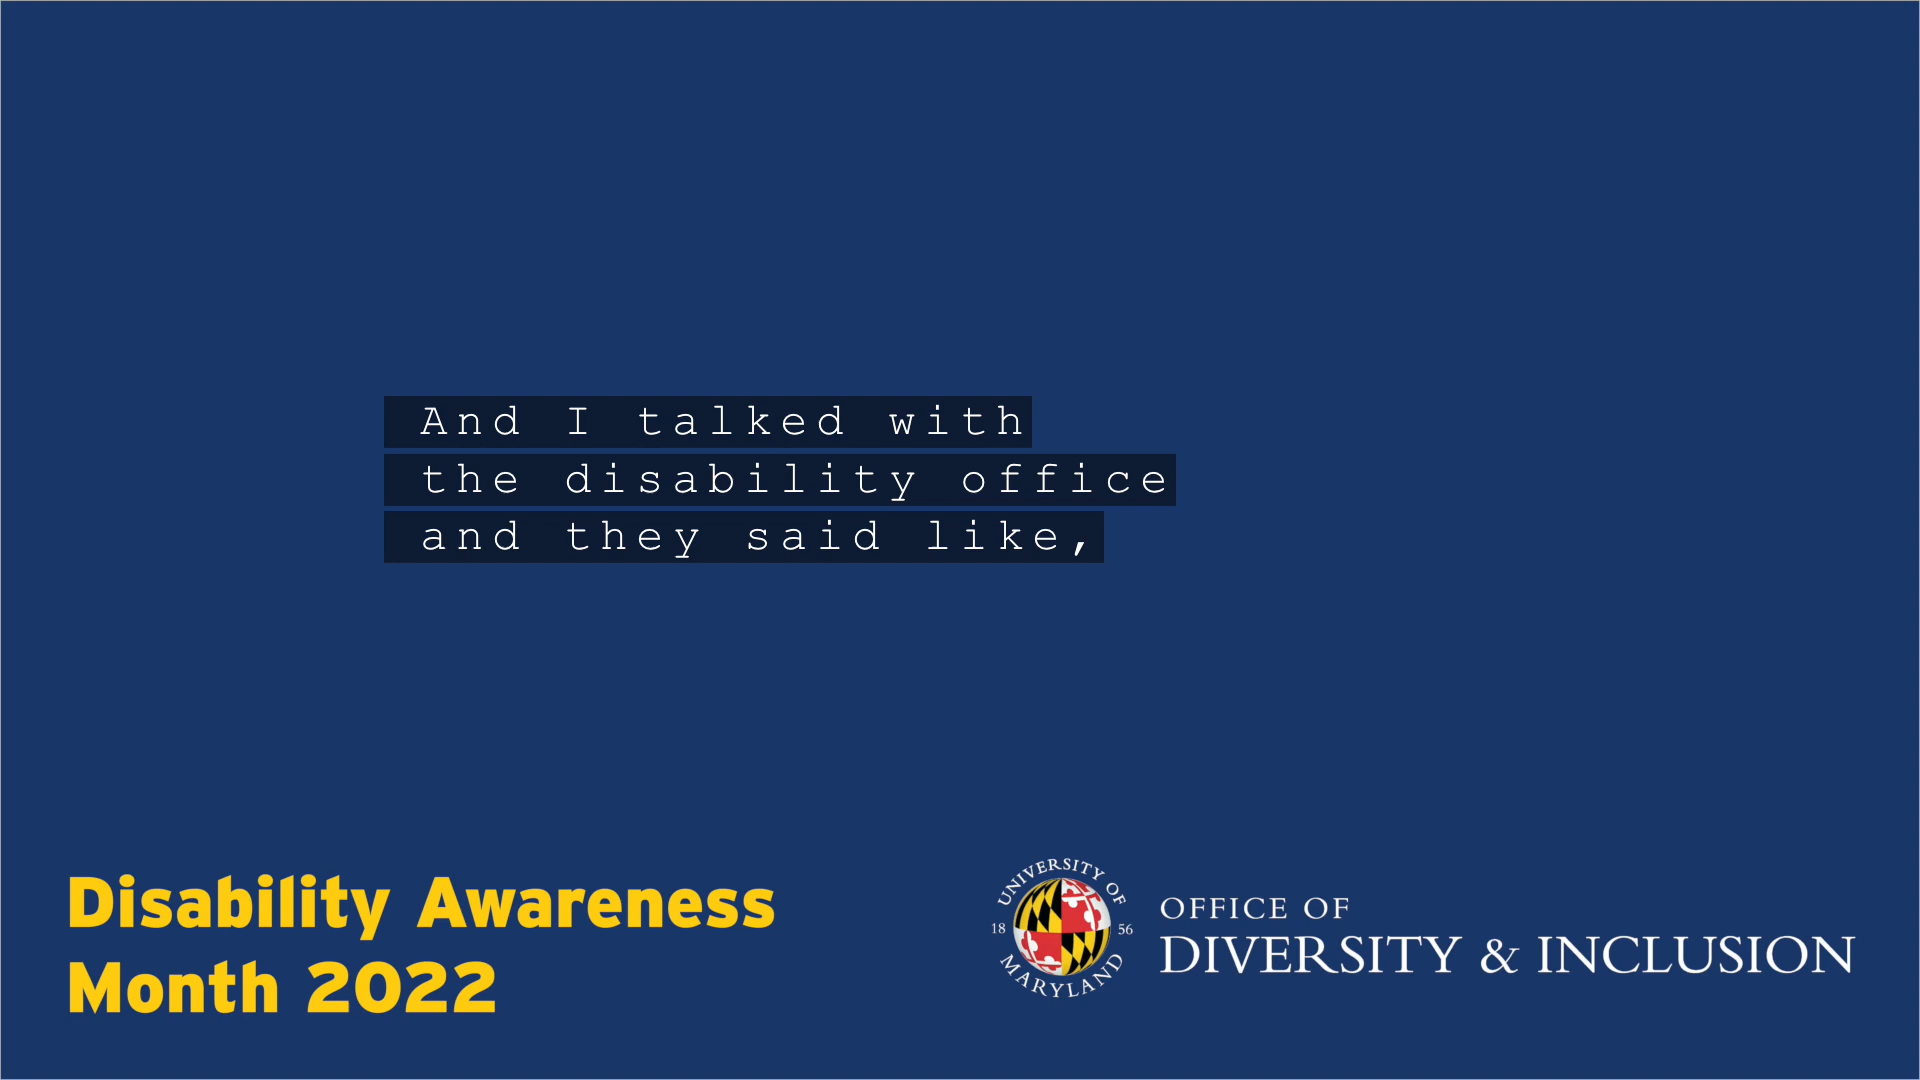 And I talked with
the disability office
and they said like,
Disability Awareness
Month 2022
UNIVERSITY OF
18 56
MARYLAND
OFFICE OF
DIVERSITY & INCLUSION